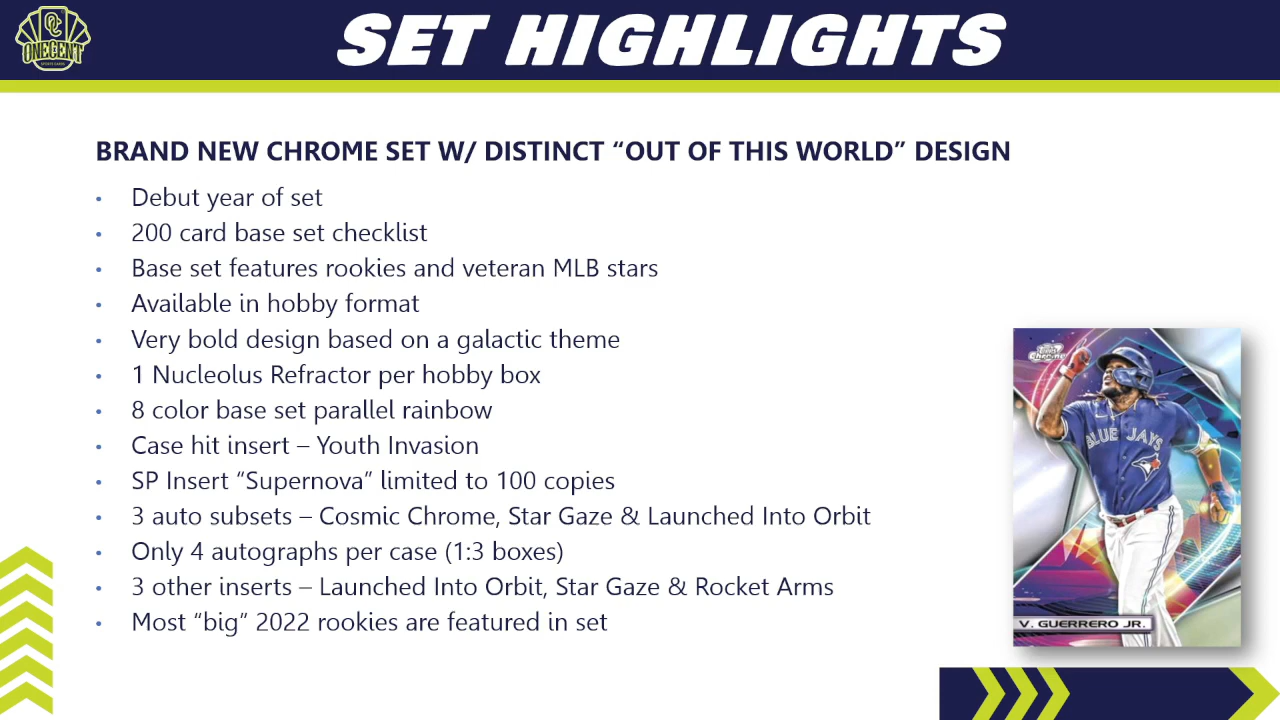 OC
ONECENT
SPORTS CARDS
SET HIGHLIGHTS
BRAND NEW CHROME SET W/ DISTINCT “OUT OF THIS WORLD” DESIGN
• Debut year of set
• 200 card base set checklist
• Base set features rookies and veteran MLB stars
• Available in hobby format
• Very bold design based on a galactic theme
• 1 Nucleolus Refractor per hobby box
• 8 color base set parallel rainbow
• Case hit insert – Youth Invasion
• SP Insert “Supernova” limited to 100 copies
• 3 auto subsets – Cosmic Chrome, Star Gaze & Launched Into Orbit
• Only 4 autographs per case (1:3 boxes)
• 3 other inserts – Launched Into Orbit, Star Gaze & Rocket Arms
• Most “big” 2022 rookies are featured in set
Topps
Chrome
BLUE JAYS
V. GUERRERO JR.